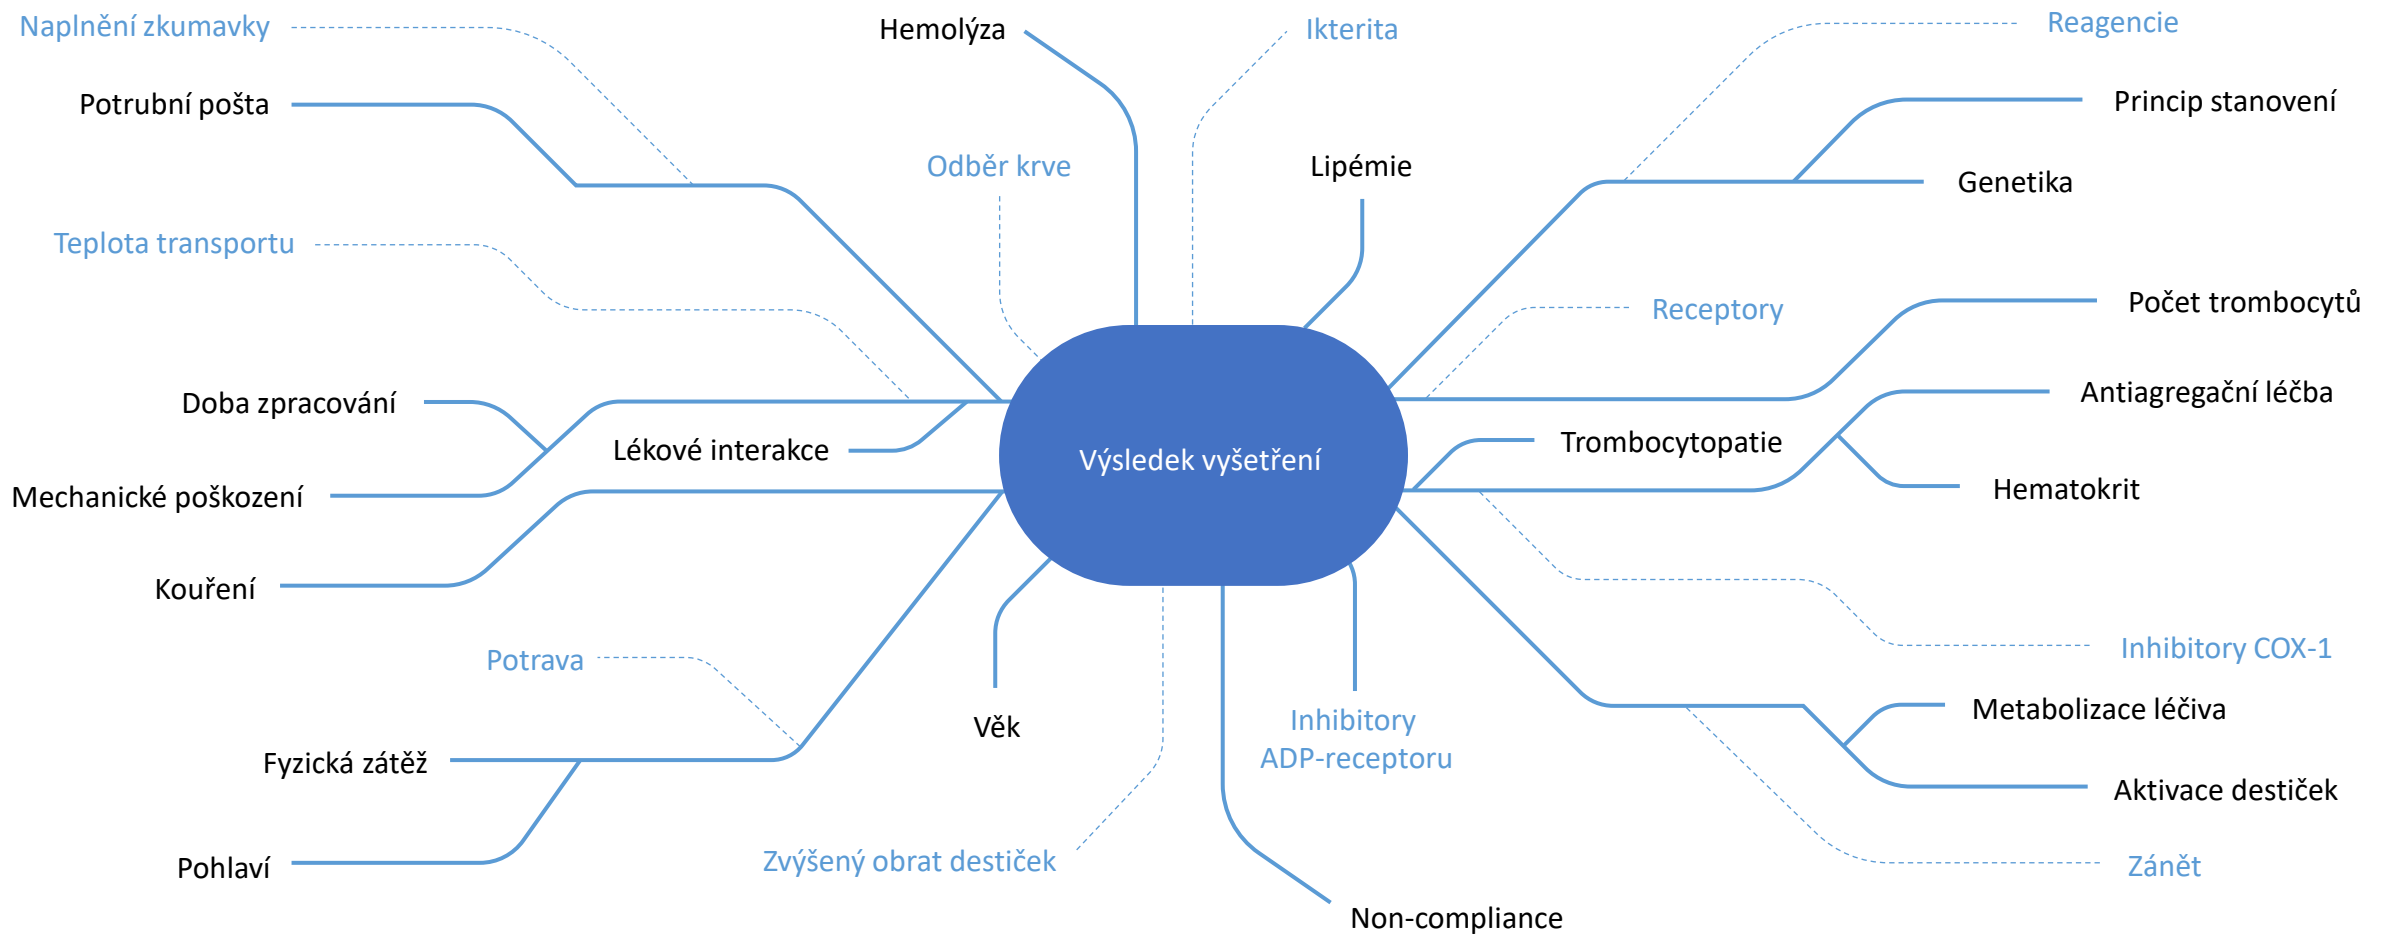 Naplnění zkumavky
Hemolýza
Ikterita
Reagencie
Potrubní pošta
Princip stanovení
Odběr krve
Lipémie
Genetika
Teplota transportu
Receptory
Počet trombocytů
Doba zpracování
Antiagregační léčba
Lékové interakce
Výsledek vyšetření
Trombocytopatie
Mechanické poškození
Hematokrit
Kouření
Potrava
Inhibitory COX-1
Věk
Inhibitory
ADP-receptoru
Metabolizace léčiva
Fyzická zátěž
Aktivace destiček
Pohlaví
Zvýšený obrat destiček
Zánět
Non-compliance